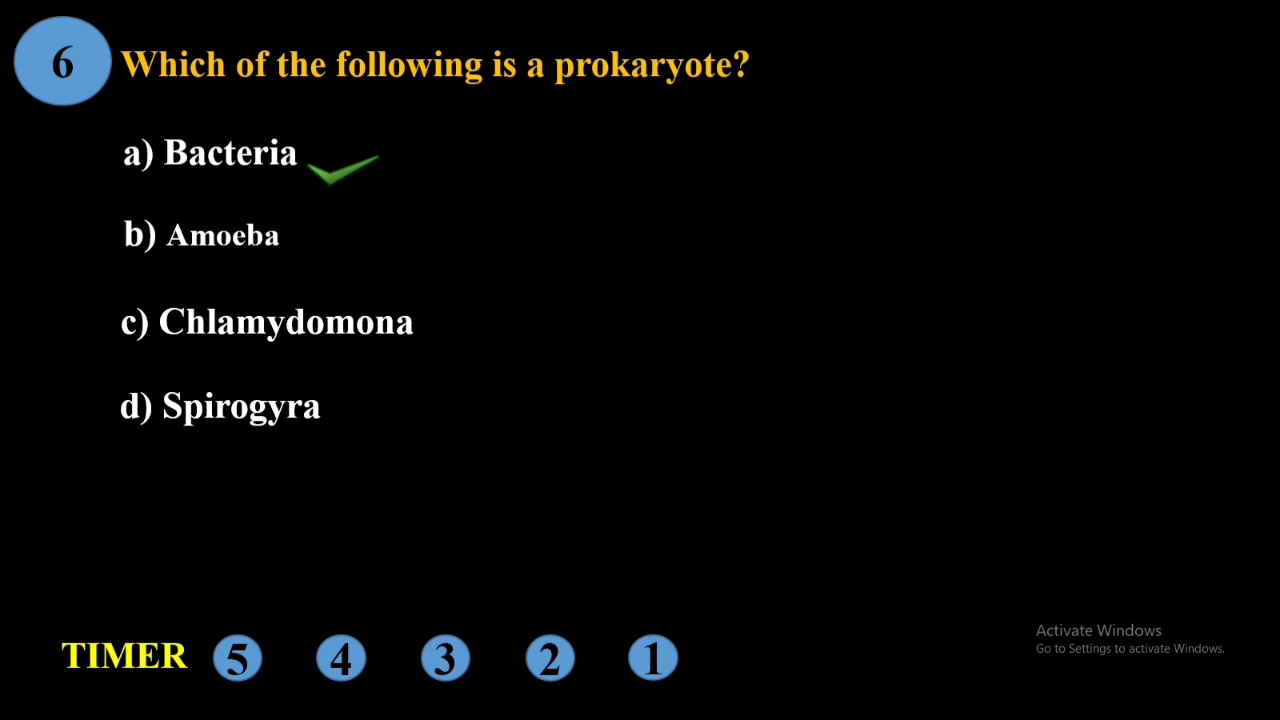 6 Which of the following is a prokaryote?
a) Bacteria
b) Amoeba
c) Chlamydomona
d) Spirogyra
TIMER 5 4 3 2 1
Activate Windows
Go to Settings to activate Windows.